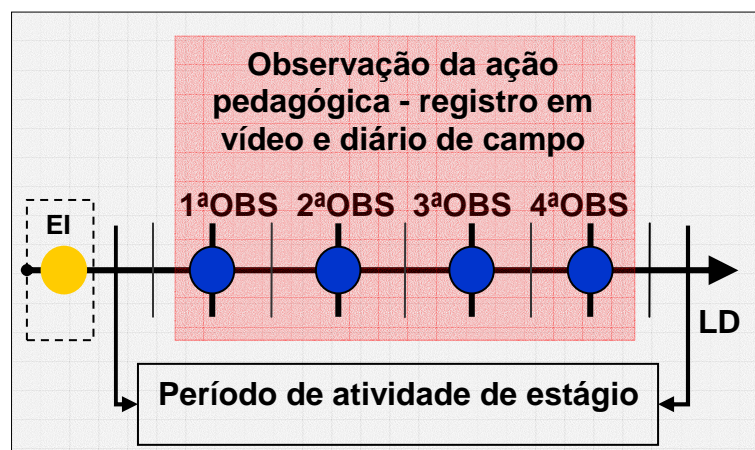 Observação da ação
pedagógica - registro em
vídeo e diário de campo
EI
1ªOBS 2ªOBS 3ªOBS 4ªOBS
LD
Período de atividade de estágio